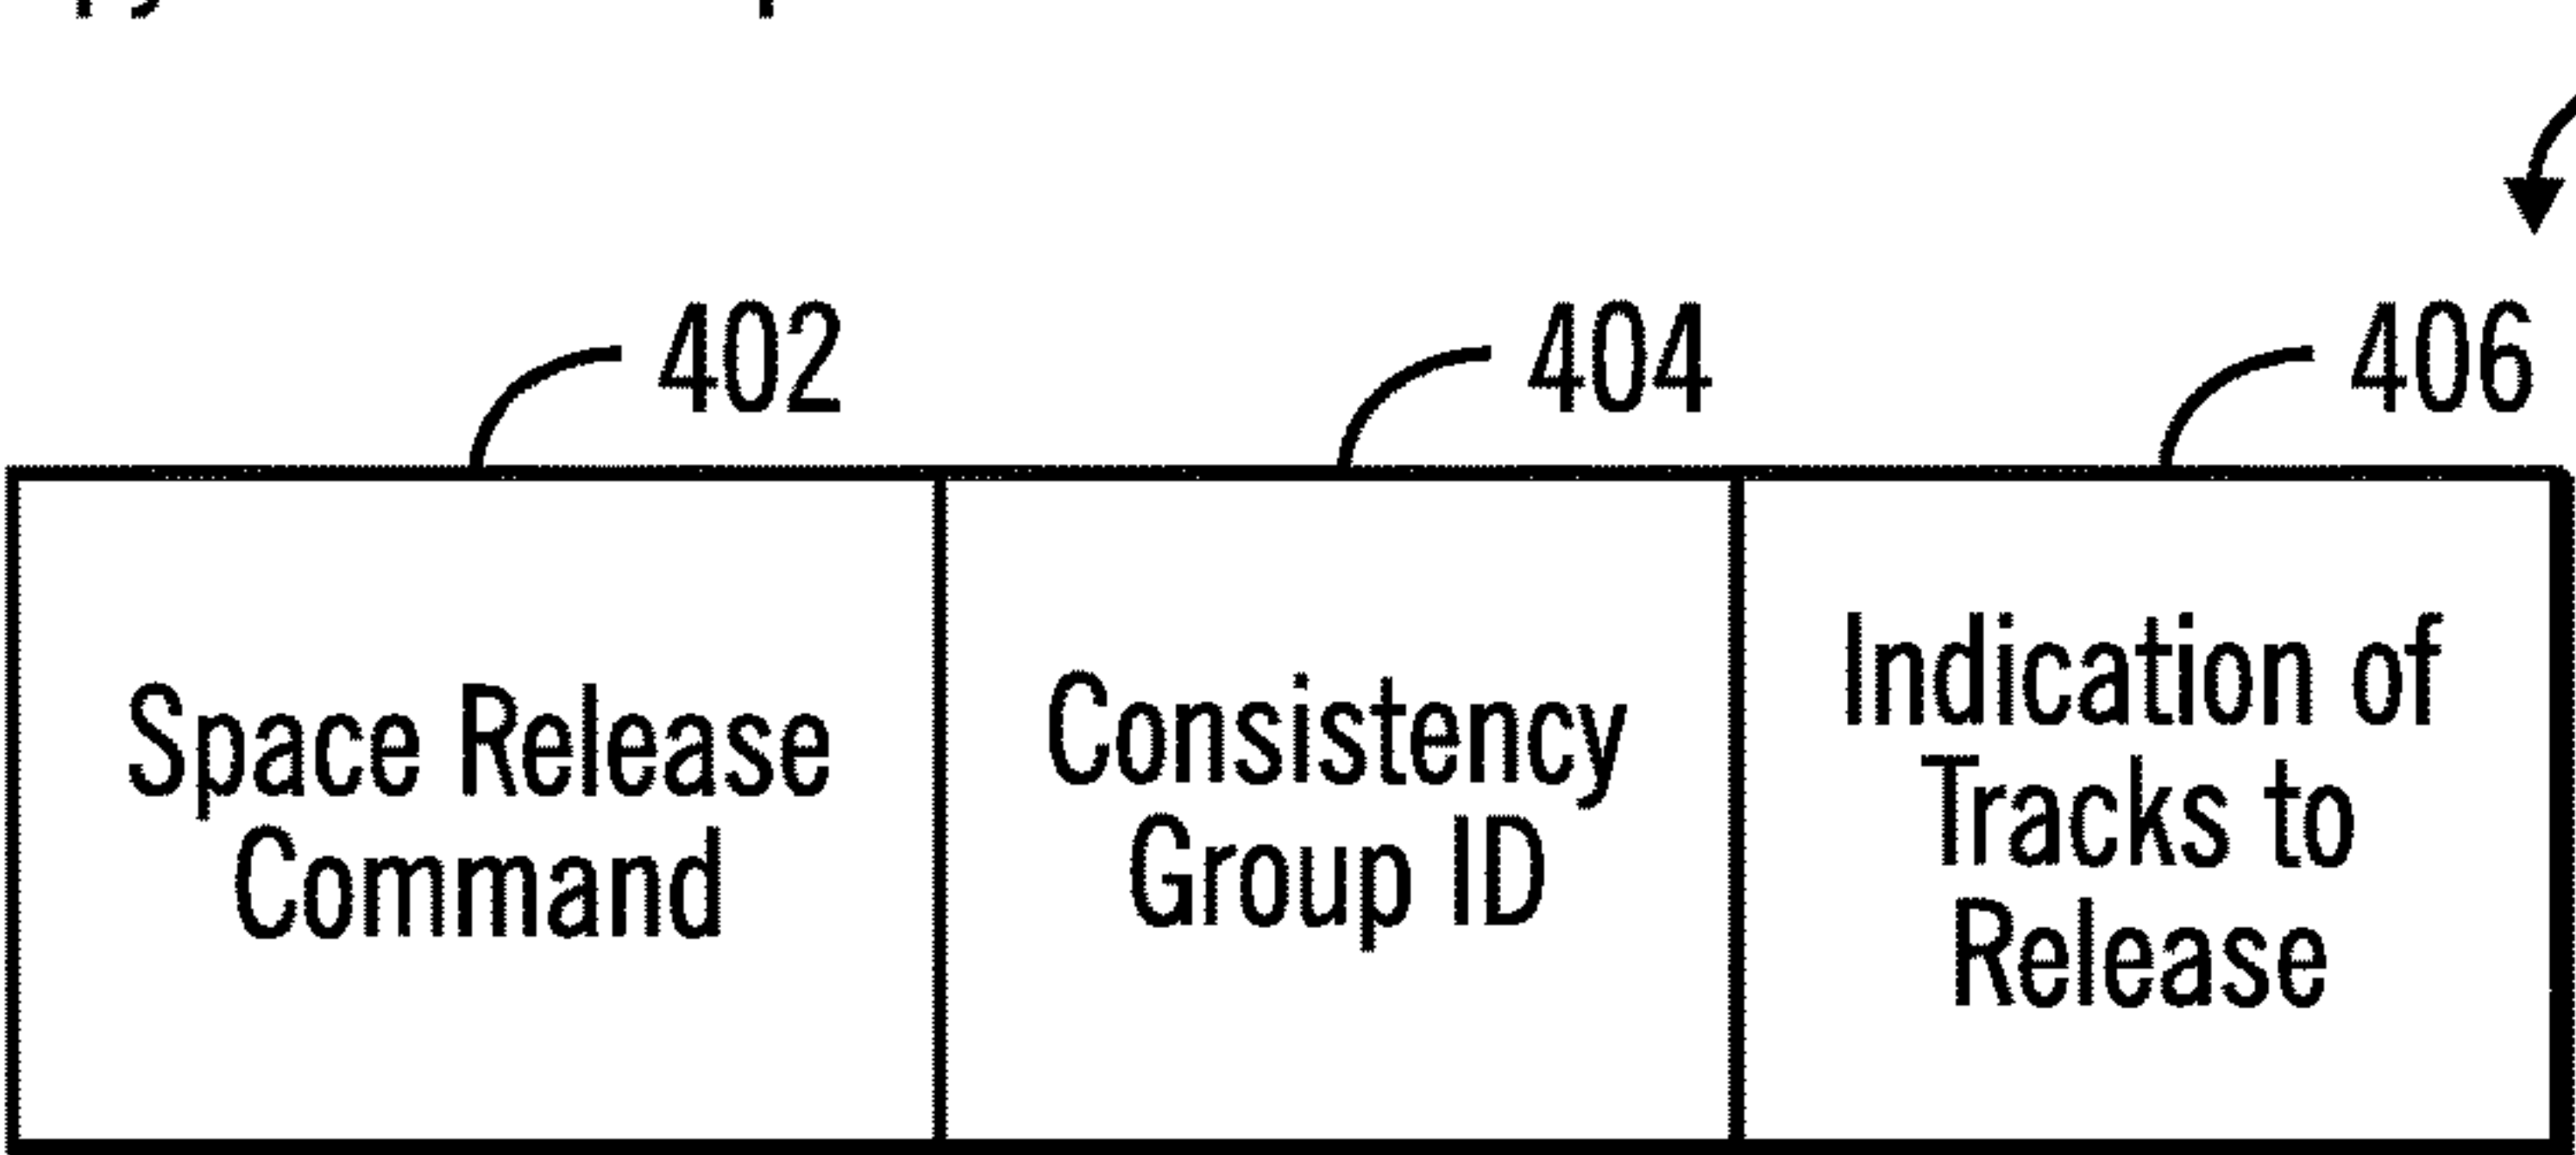 402
404
406
Space Release
Command
Consistency
Group ID
Indication of
Tracks to
Release